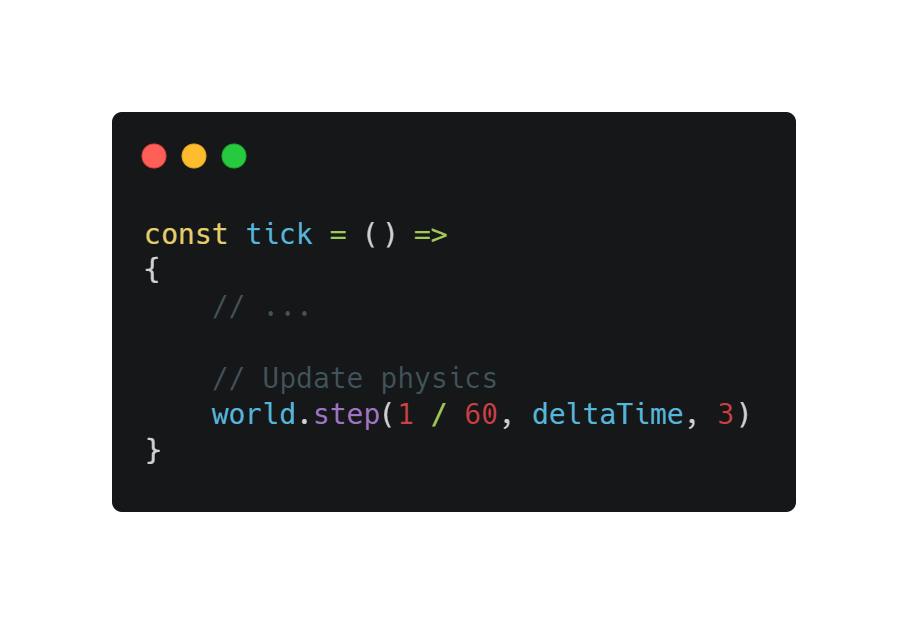 const tick = () =>
{
    // ...

    // Update physics
    world.step(1 / 60, deltaTime, 3)
}